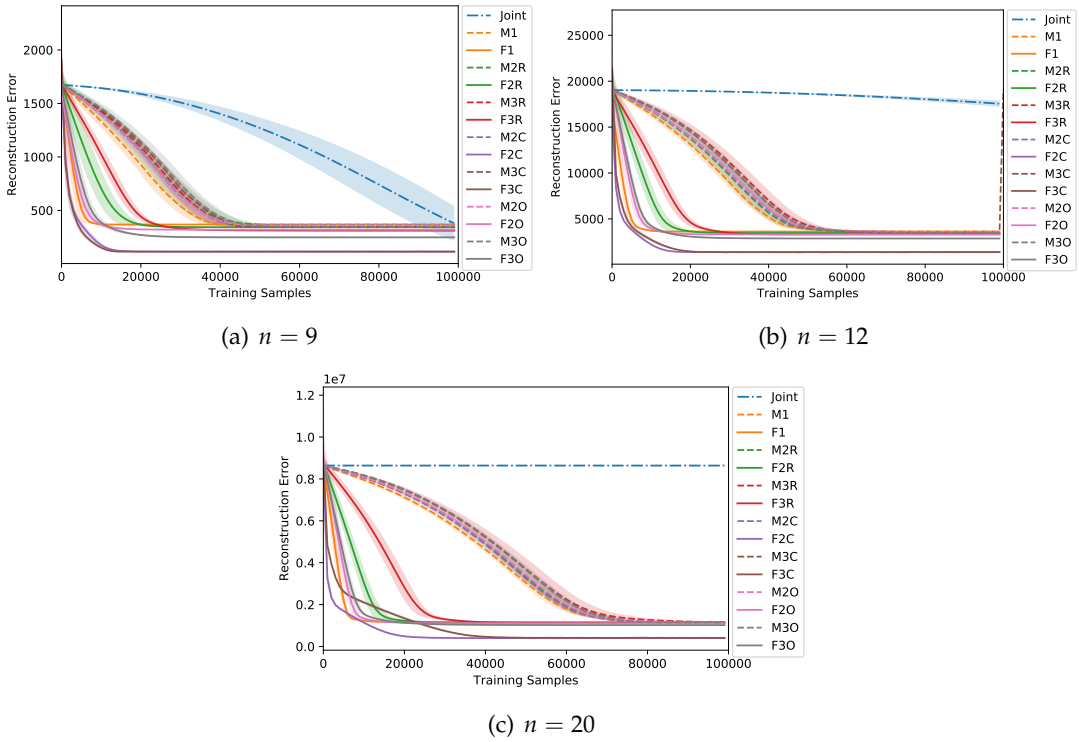 Joint
M1
F1
M2R
F2R
M3R
F3R
M2C
F2C
M3C
F3C
M2O
F2O
M3O
F3O
2000
1500
1000
500
Reconstruction Error
0 20000 40000 60000 80000 100000
Training Samples
(a) n = 9
Joint
M1
F1
M2R
F2R
M3R
F3R
M2C
F2C
M3C
F3C
M2O
F2O
M3O
F3O
25000
20000
15000
10000
5000
Reconstruction Error
0 20000 40000 60000 80000 100000
Training Samples
(b) n = 12
1e7
Joint
M1
F1
M2R
F2R
M3R
F3R
M2C
F2C
M3C
F3C
M2O
F2O
M3O
F3O
1.2
1.0
0.8
0.6
0.4
0.2
0.0
Reconstruction Error
0 20000 40000 60000 80000 100000
Training Samples
(c) n = 20